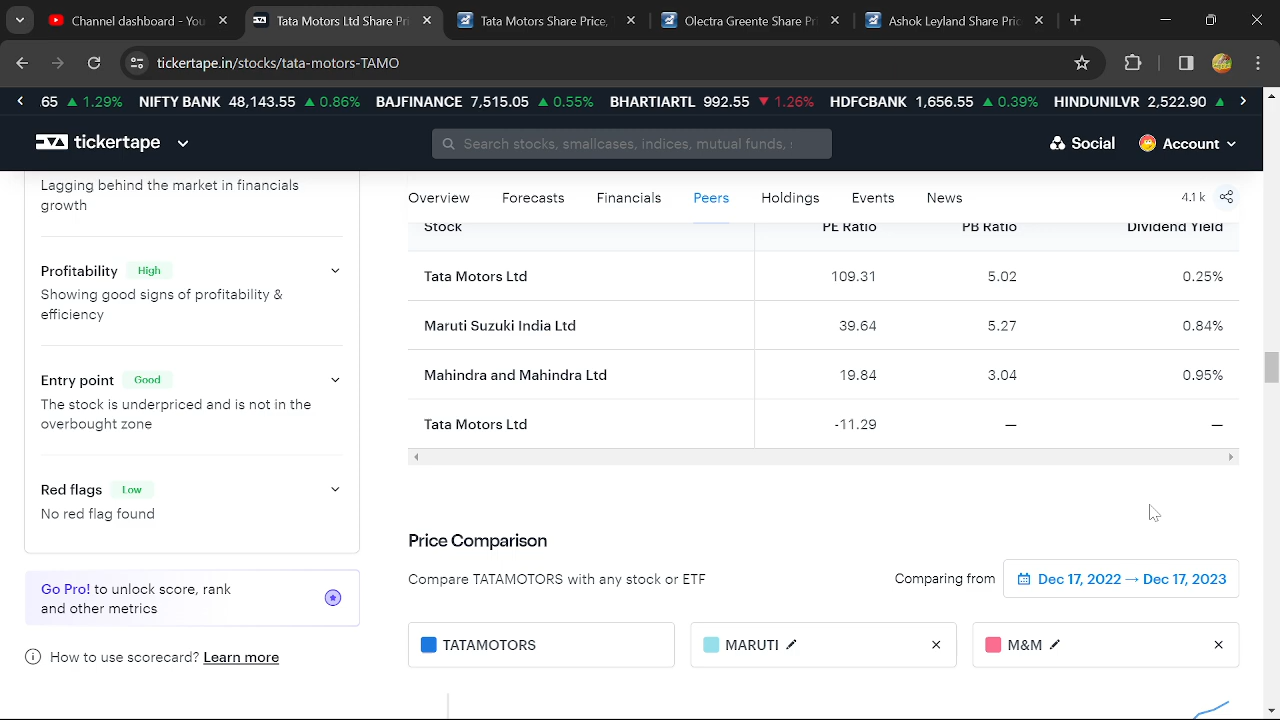 Channel dashboard - You
Tata Motors Ltd Share Pri
Tata Motors Share Price,
Olectra Greente Share Pr
Ashok Leyland Share Pric
tickertape.in/stocks/tata-motors-TAMO
.65 ▲ 1.29% NIFTY BANK 48,143.55 ▲ 0.86% BAJFINANCE 7,515.05 ▲ 0.55% BHARTIARTL 992.55 ▼ 1.26% HDFCBANK 1,656.55 ▲ 0.39% HINDUNILVR 2,522.90 ▲
tickertape
Search stocks, smallcases, indices, mutual funds, :
Social
Account
Lagging behind the market in financials
growth
Profitability High
Showing good signs of profitability &
efficiency
Entry point Good
The stock is underpriced and is not in the
overbought zone
Red flags Low
No red flag found
Go Pro! to unlock score, rank
and other metrics
How to use scorecard? Learn more
Overview Forecasts Financials Peers Holdings Events News 4.1 k
Stock PE Ratio PB Ratio Dividend Yield
Tata Motors Ltd 109.31 5.02 0.25%
Maruti Suzuki India Ltd 39.64 5.27 0.84%
Mahindra and Mahindra Ltd 19.84 3.04 0.95%
Tata Motors Ltd -11.29 — —
Price Comparison
Compare TATAMOTORS with any stock or ETF
Comparing from Dec 17, 2022 → Dec 17, 2023
TATAMOTORS
MARUTI
M&M